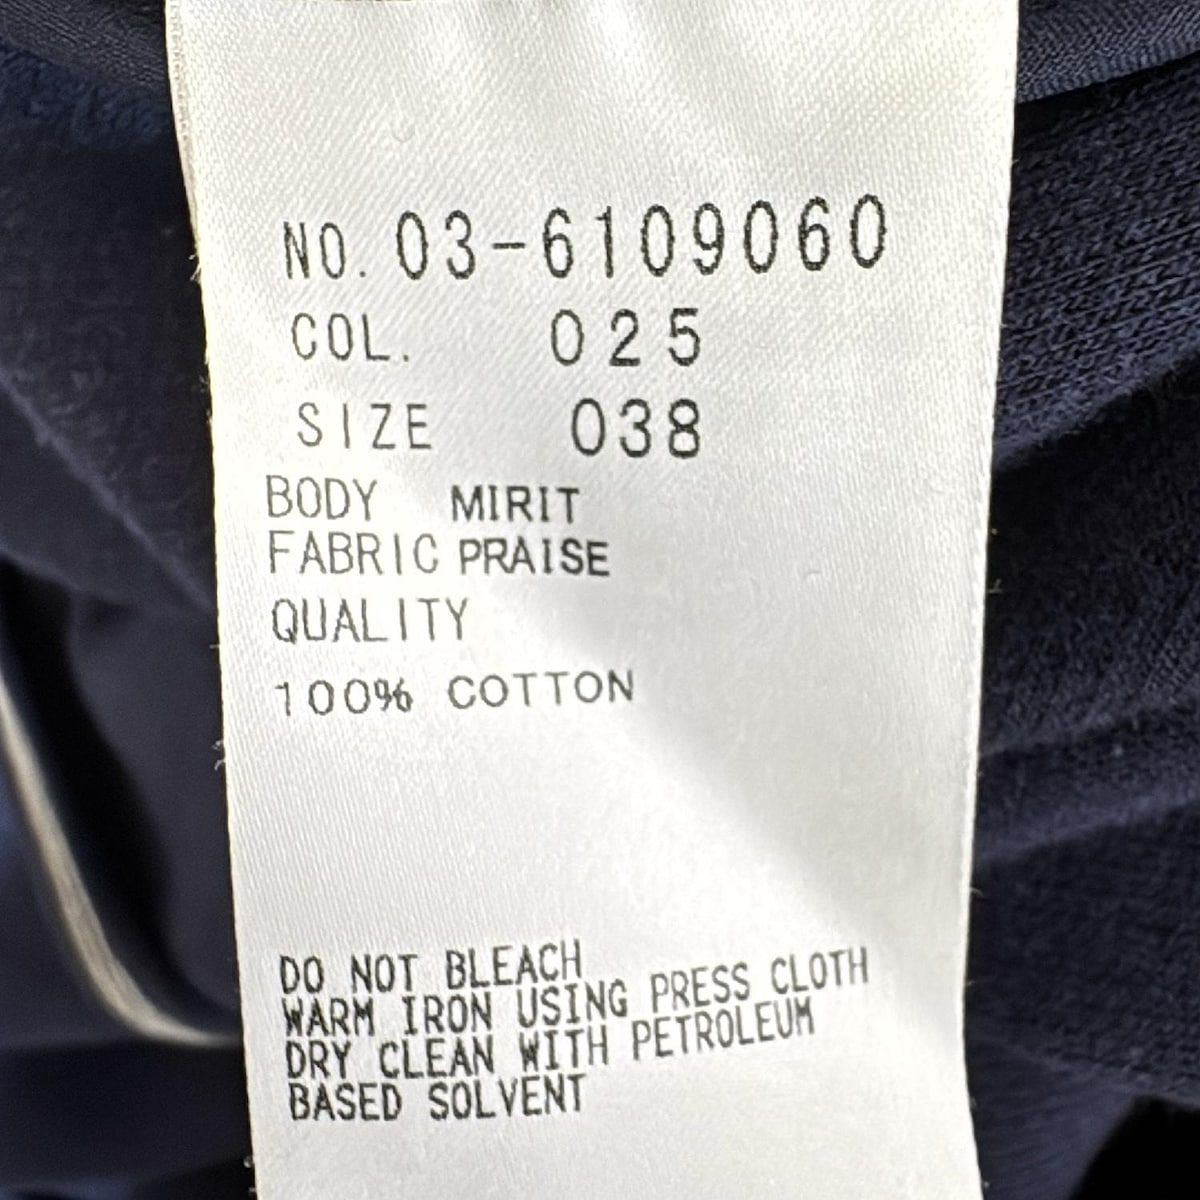 NO. 03-6109060
COL. 025
SIZE 038
BODY MIRIT
FABRIC PRAISE
QUALITY
100% COTTON
DO NOT BLEACH
WARM IRON USING PRESS CLOTH
DRY CLEAN WITH PETROLEUM
BASED SOLVENT